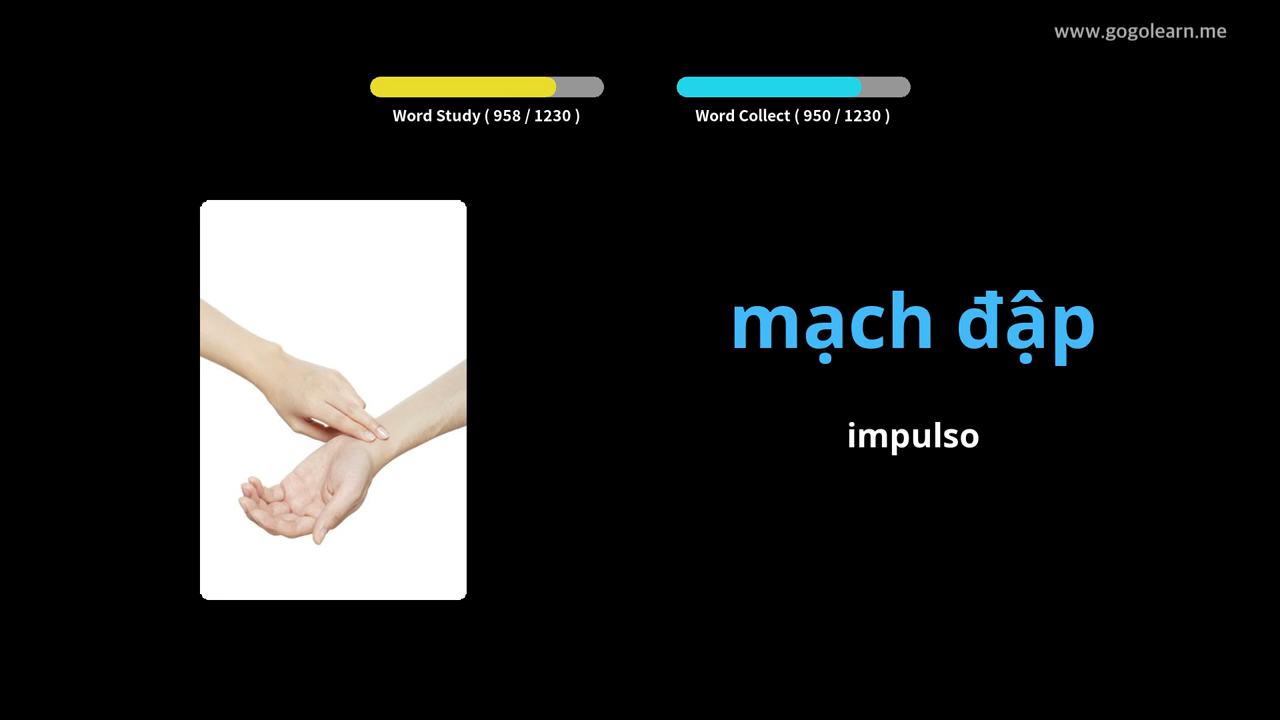 www.gogolearn.me
Word Study ( 958 / 1230 )
Word Collect ( 950 / 1230 )
mạch đập
impulso